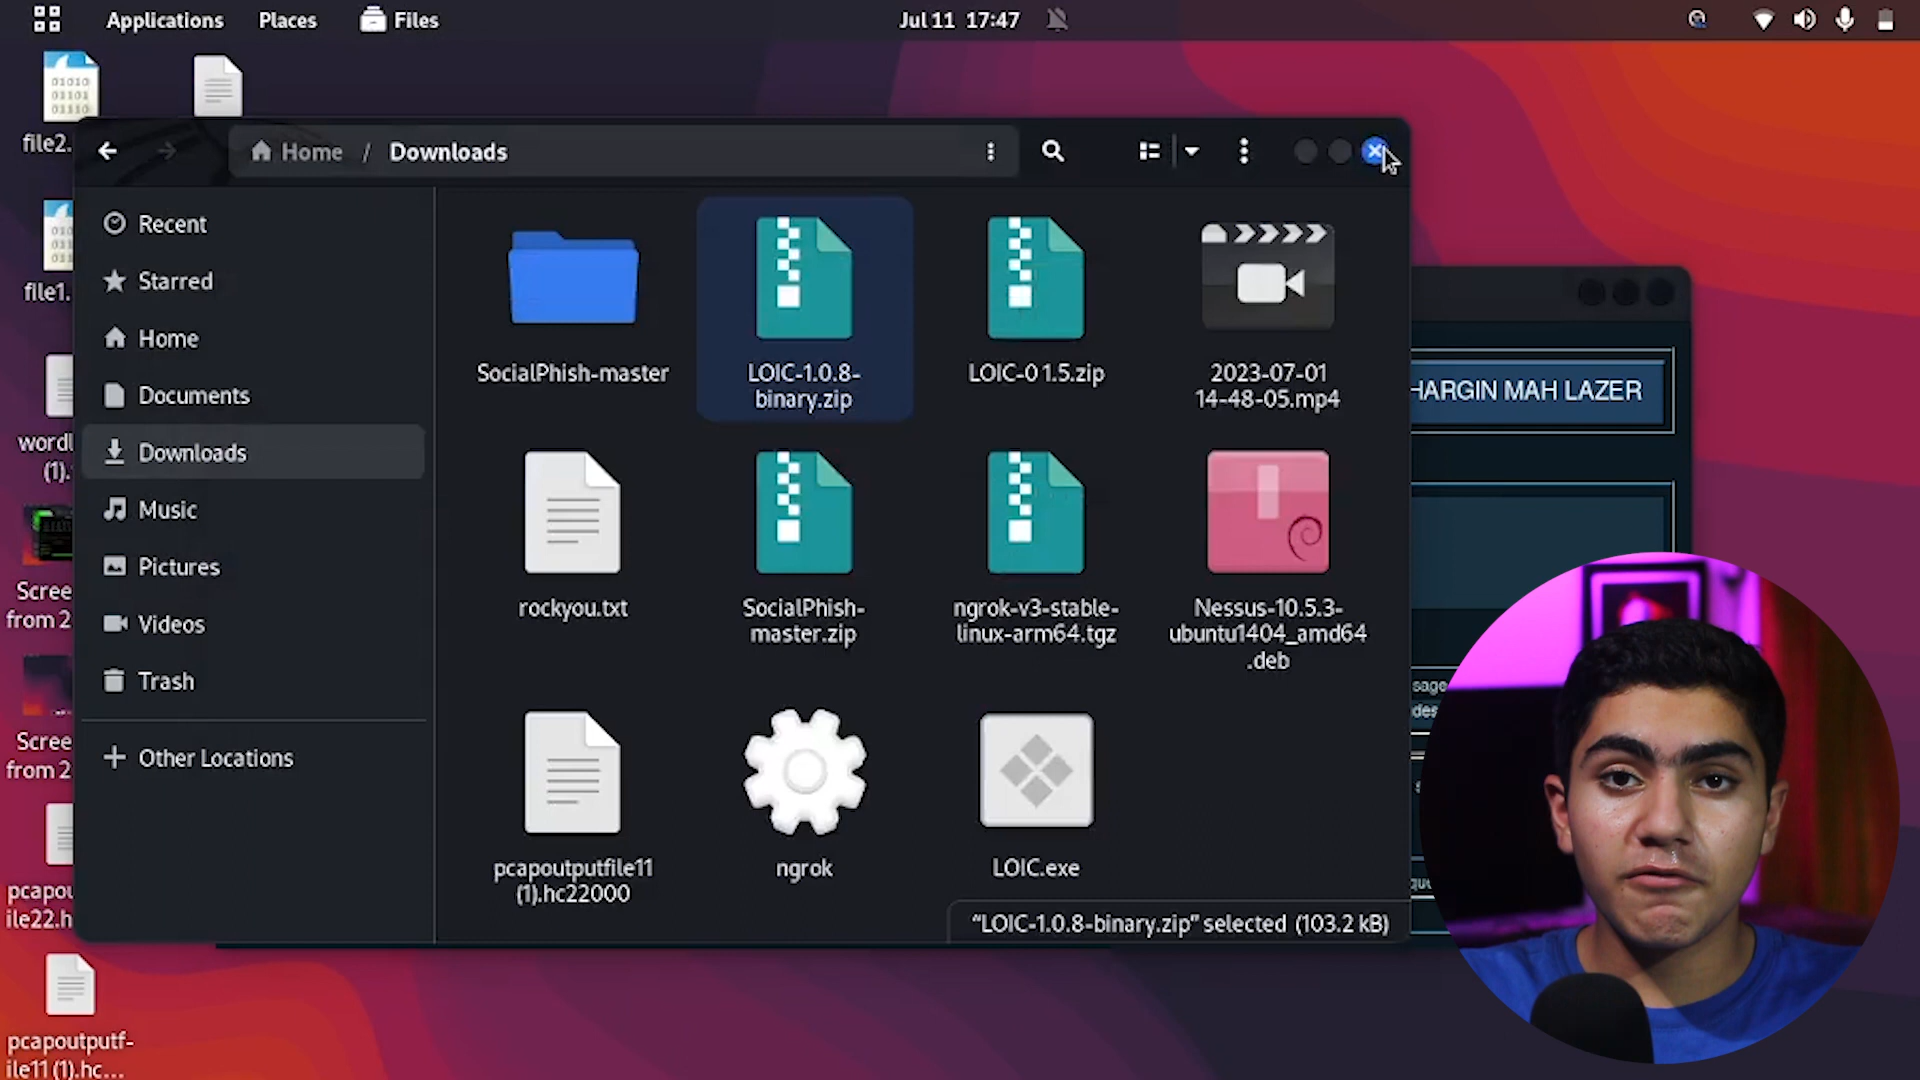 Applications Places Files Jul 11 17:47
file2.
Home / Downloads
Recent
Starred
file1.
Home
Documents
Downloads
Music
Pictures
Videos
Trash
Other Locations
SocialPhish-master
LOIC-1.0.8-
binary.zip
LOIC-0 1.5.zip
2023-07-01
14-48-05.mp4
rockyou.txt
SocialPhish-
master.zip
ngrok-v3-stable-
linux-arm64.tgz
Nessus-10.5.3-
ubuntu1404_amd64
.deb
pcapoutputfile11
(1).hc22000
ngrok
LOIC.exe
"LOIC-1.0.8-binary.zip" selected (103.2 kB)
HARGIN MAH LAZER
sage
des
wordl
(1).
Scree
from 2
Scree
from 2
pcapou
ile22.h
pcapoutputf-
ile11 (1).hc...